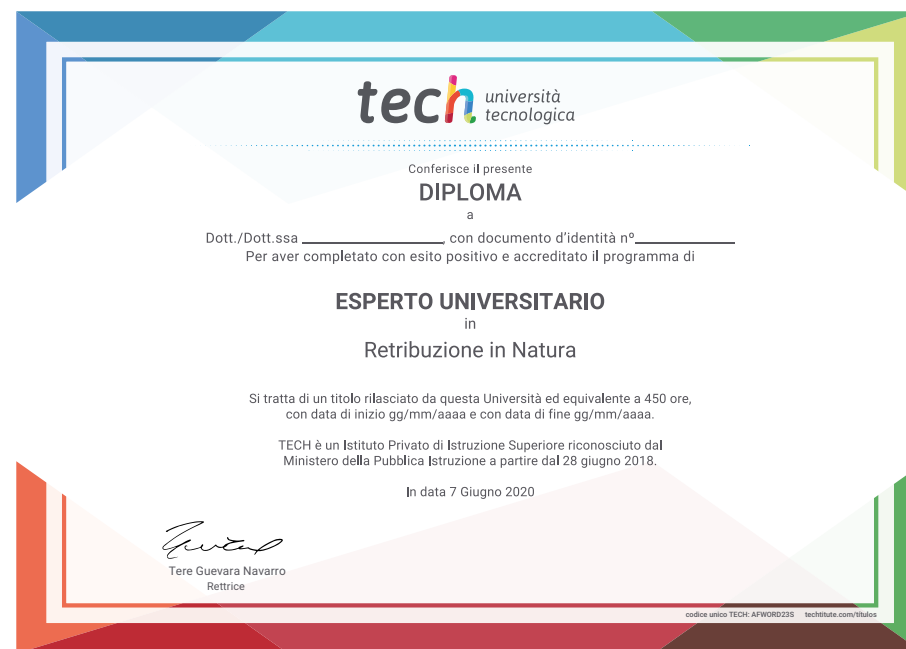 tech università
tecnologica
Conferisce il presente
DIPLOMA
a
Dott./Dott.ssa ____________________, con documento d'identità nº______________
Per aver completato con esito positivo e accreditato il programma di
ESPERTO UNIVERSITARIO
in
Retribuzione in Natura
Si tratta di un titolo rilasciato da questa Università ed equivalente a 450 ore,
con data di inizio gg/mm/aaaa e con data di fine gg/mm/aaaa.
TECH è un Istituto Privato di Istruzione Superiore riconosciuto dal
Ministero della Pubblica Istruzione a partire dal 28 giugno 2018.
In data 7 Giugno 2020
Tere Guevara Navarro
Rettrice
codice unico TECH: AFWORD23S techtitute.com/títulos